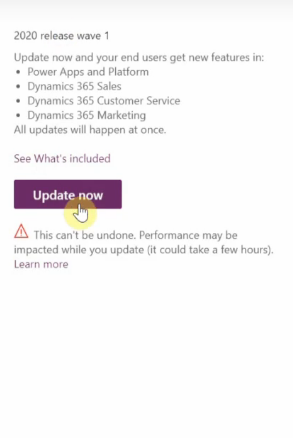 2020 release wave 1
Update now and your end users get new features in:
• Power Apps and Platform
• Dynamics 365 Sales
• Dynamics 365 Customer Service
• Dynamics 365 Marketing
All updates will happen at once.
See What's included
Update now
This can't be undone. Performance may be
impacted while you update (it could take a few hours).
Learn more